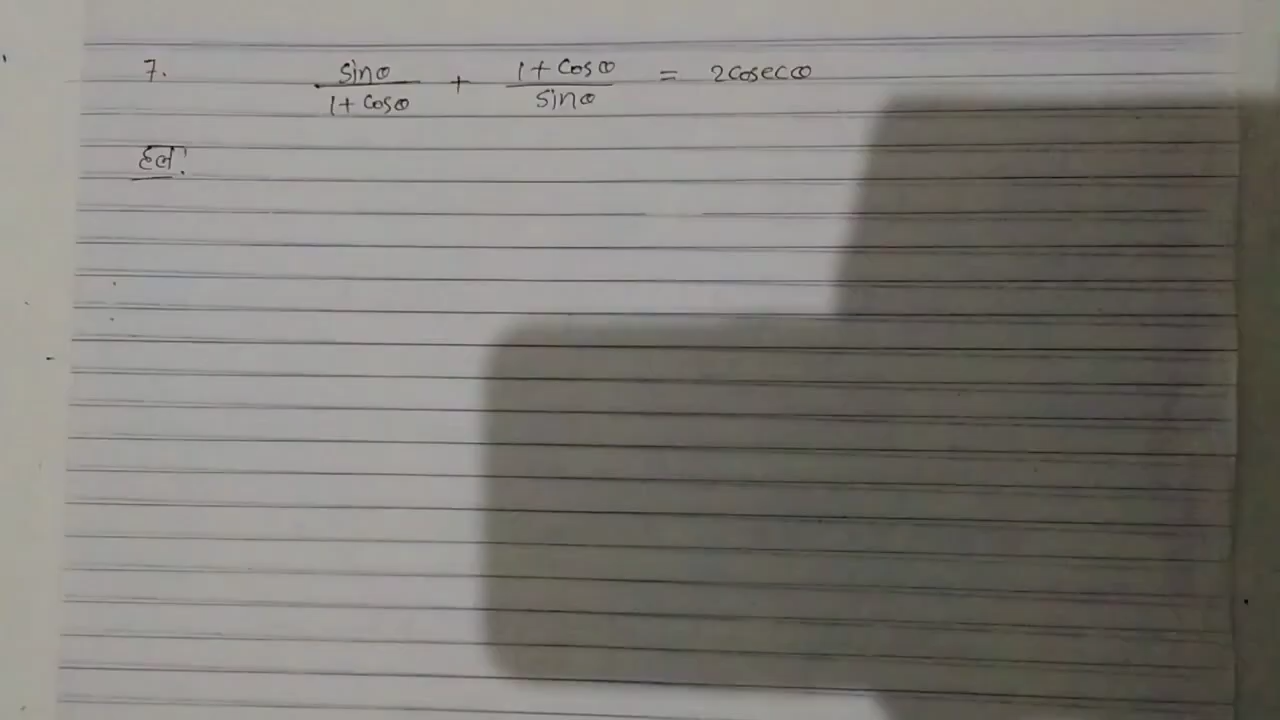 7. sinθ/1+cosθ + 1+cosθ/sinθ = 2cosecθ
हल: